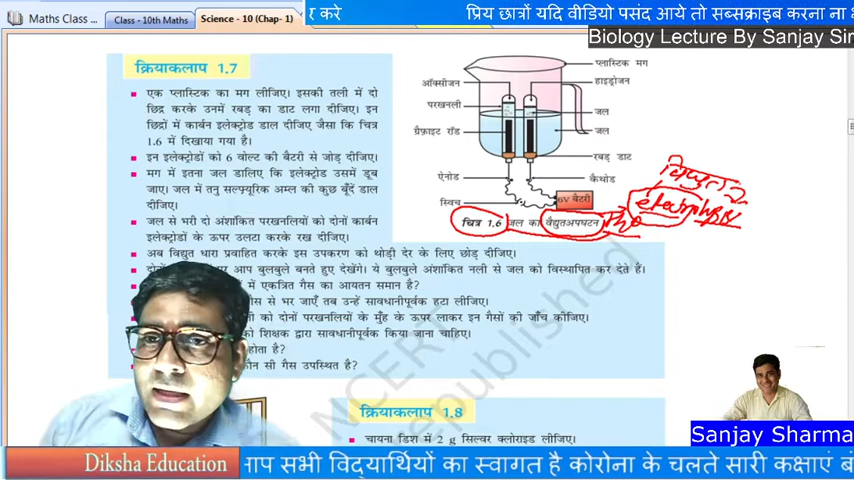 र करे
प्रिय छात्रों यदि वीडियो पसंद आये तो सब्सक्राइब करना ना
Maths Class ...
Class - 10th Maths
Science - 10 (Chap- 1)
Biology Lecture By Sanjay Sir
क्रियाकलाप 1.7
एक प्लास्टिक का मग लीजिए। इसकी तली में दो
छिद्र करके उनमें रबड़ का डाट लगा दीजिए। इन
छिद्रों में कार्बन इलेक्ट्रोड डाल दीजिए जैसा कि चित्र
1.6 में दिखाया गया है।
इन इलेक्ट्रोडों को 6 वोल्ट की बैटरी से जोड़ दीजिए।
मग में इतना जल डालिए कि इलेक्ट्रोड उसमें डूब
जाए। जल में तनु सल्फ्यूरिक अम्ल की कुछ बूँदें डाल
दीजिए।
जल से भरी दो अंशांकित परखनलियों को दोनों कार्बन
इलेक्ट्रोडों के ऊपर उलटा करके रख दीजिए।
अब विद्युत धारा प्रवाहित करके इस उपकरण को थोड़ी देर के लिए छोड़ दीजिए।
दोनों पर आप बुलबुले बनते हुए देखेंगे। ये बुलबुले अंशांकित नली से जल को विस्थापित कर देते हैं।
में एकत्रित गैस का आयतन समान है?
गैस से भर जाएँ तब उन्हें सावधानीपूर्वक हटा लीजिए।
को दोनों परखनलियों के मुँह के ऊपर लाकर इन गैसों की जाँच कीजिए।
को शिक्षक द्वारा सावधानीपूर्वक किया जाना चाहिए।
होता है?
कौन सी गैस उपस्थित है?
प्लास्टिक मग
ऑक्सीजन
हाइड्रोजन
परखनली
जल
ग्रैफ़ाइट रॉड
जल
रबड़ डाट
ऐनोड
कैथोड
स्विच
6V बैटरी
चित्र 1.6 जल का वैद्युतअपघटन
क्रियाकलाप 1.8
चायना डिश में 2 g सिल्वर क्लोराइड लीजिए।
NCERT
republished
Sanjay Sharma
Diksha Education
आप सभी विद्यार्थियों का स्वागत है कोरोना के चलते सारी कक्षाएं बं